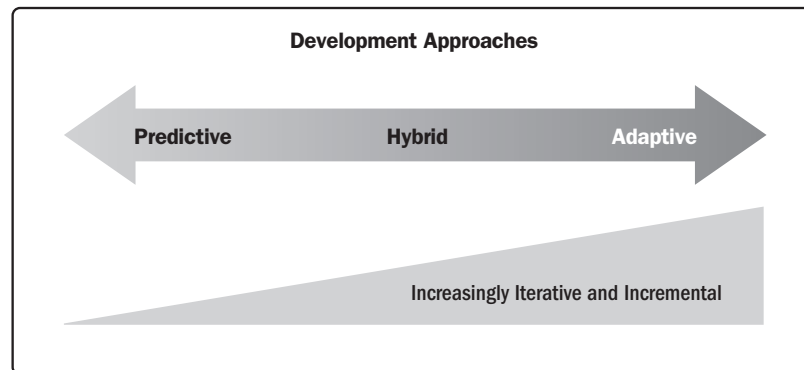 Development Approaches
Predictive Hybrid Adaptive
Increasingly Iterative and Incremental